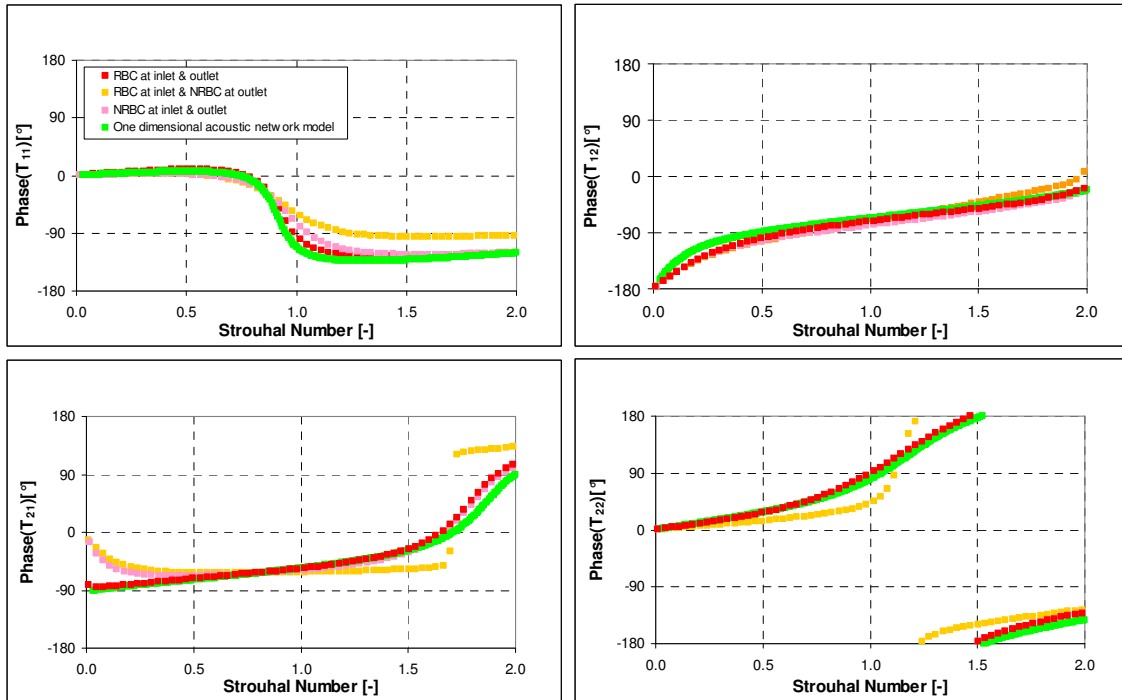 180
90
0
-90
-180
Phase(T11)[°]
RBC at inlet & outlet
RBC at inlet & NRBC at outlet
NRBC at inlet & outlet
One dimensional acoustic network model
0.0 0.5 1.0 1.5 2.0
Strouhal Number [-]
180
90
0
-90
-180
Phase(T12)[°]
0.0 0.5 1.0 1.5 2.0
Strouhal Number [-]
180
90
0
-90
-180
Phase(T21)[°]
0.0 0.5 1.0 1.5 2.0
Strouhal Number [-]
180
90
0
-90
-180
Phase(T22)[°]
0.0 0.5 1.0 1.5 2.0
Strouhal Number [-]